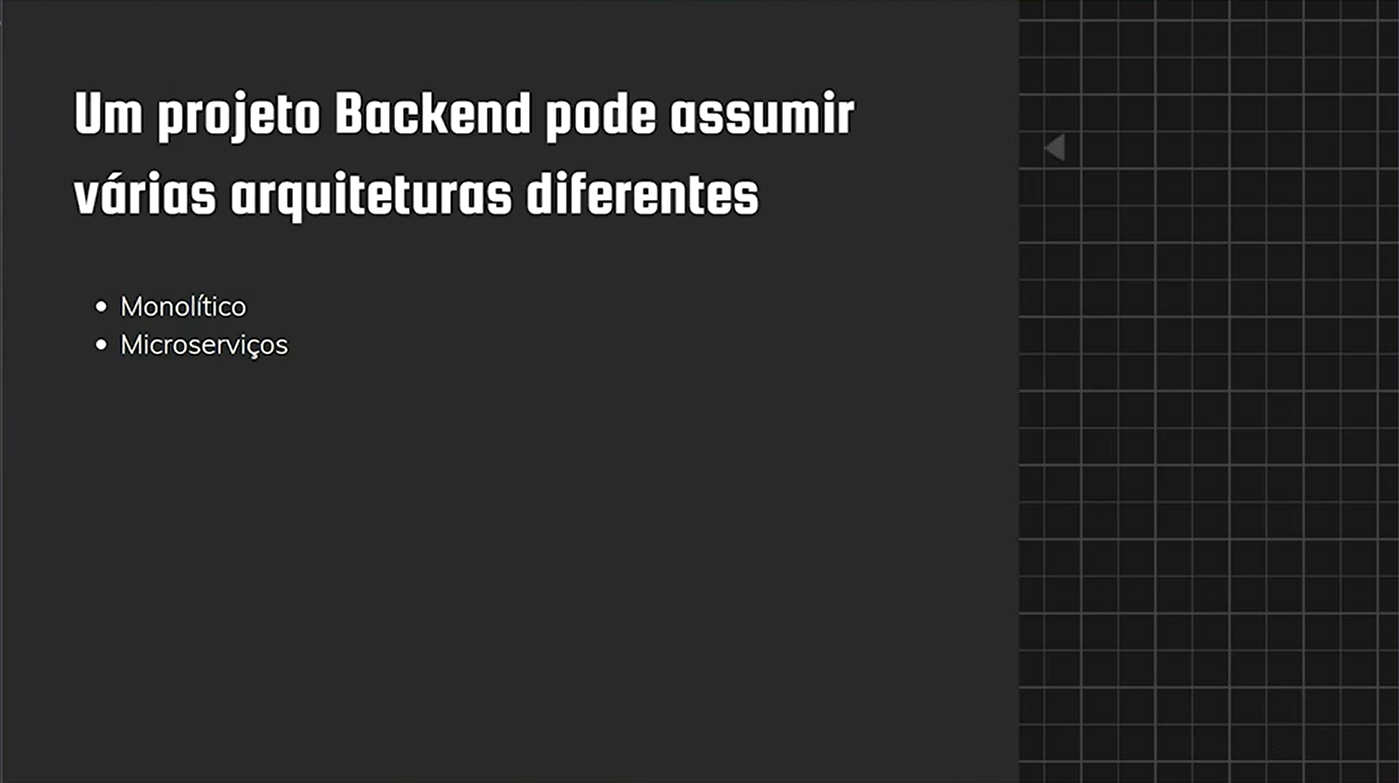 Um projeto Backend pode assumir
várias arquiteturas diferentes
Monolítico
Microserviços